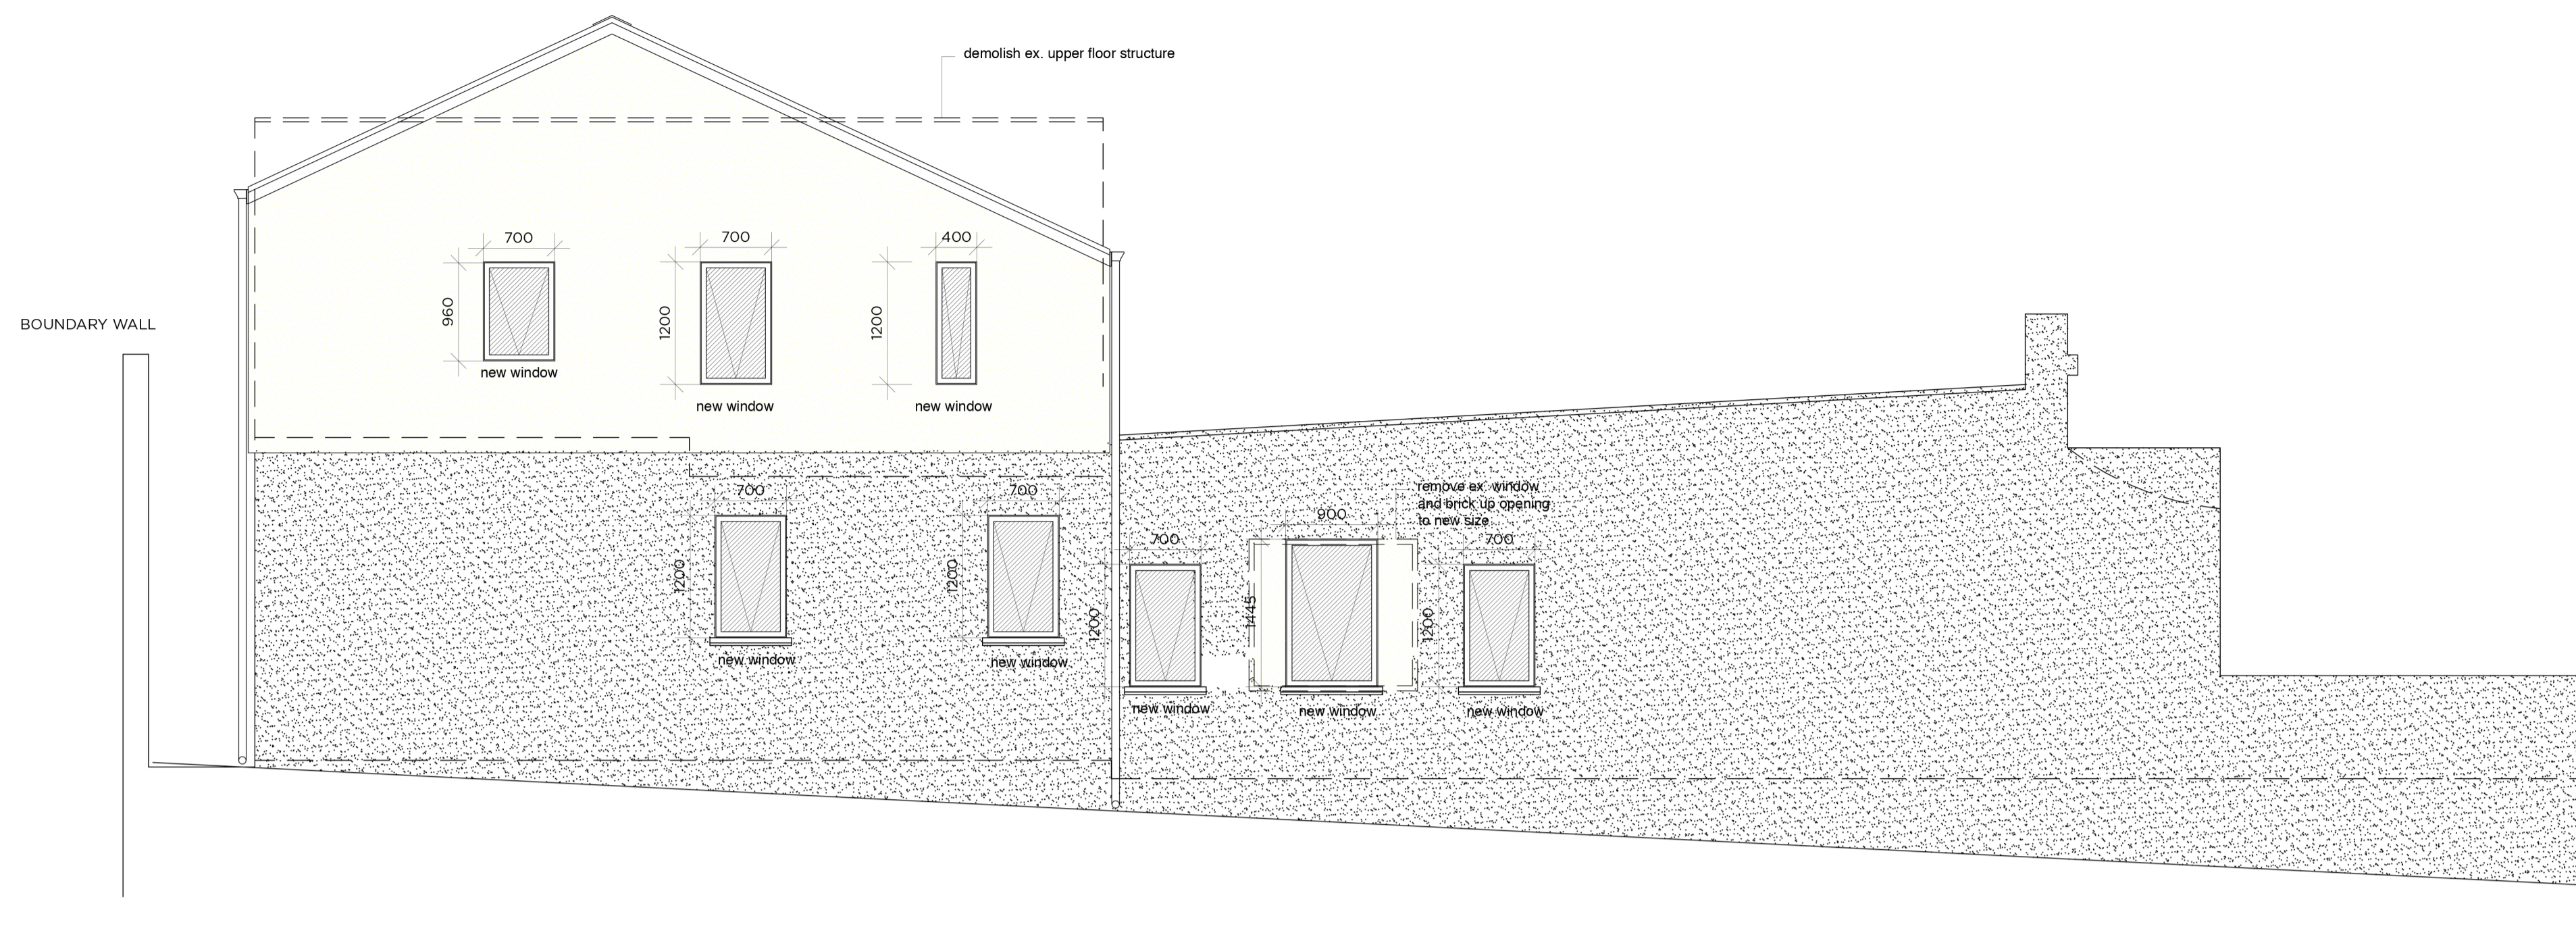 demolish ex. upper floor structure
700
700
400
960
1200
1200
BOUNDARY WALL
new window
new window
new window
700
700
remove ex. window
and brick up opening
to new size
900
700
700
1200
1200
1200
1445
1200
new window
new window
new window
new window
new window